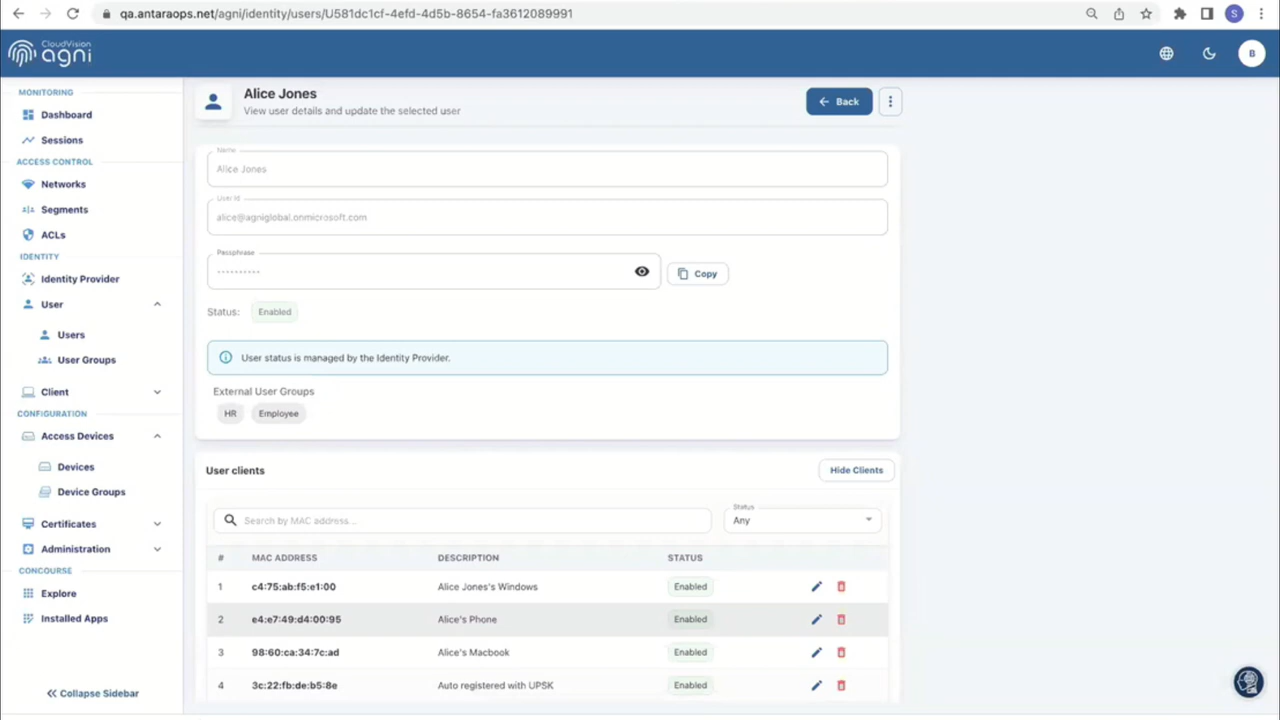 qa.antaraops.net/agni/identity/users/U581dc1cf-4efd-4d5b-8654-fa3612089991
S
CloudVision
agni
B
MONITORING
Dashboard
Sessions
ACCESS CONTROL
Networks
Segments
ACLs
IDENTITY
Identity Provider
User
Users
User Groups
Client
CONFIGURATION
Access Devices
Devices
Device Groups
Certificates
Administration
CONCOURSE
Explore
Installed Apps
Collapse Sidebar
Alice Jones
View user details and update the selected user
Back
Name
Alice Jones
User Id
alice@agniglobal.onmicrosoft.com
Passphrase
Copy
Status: Enabled
User status is managed by the Identity Provider.
External User Groups
HR Employee
User clients
Hide Clients
Search by MAC address...
Status
Any
# MAC ADDRESS DESCRIPTION STATUS
1 c4:75:ab:f5:e1:00 Alice Jones's Windows Enabled
2 e4:e7:49:d4:00:95 Alice's Phone Enabled
3 98:60:ca:34:7c:ad Alice's Macbook Enabled
4 3c:22:fb:de:b5:8e Auto registered with UPSK Enabled